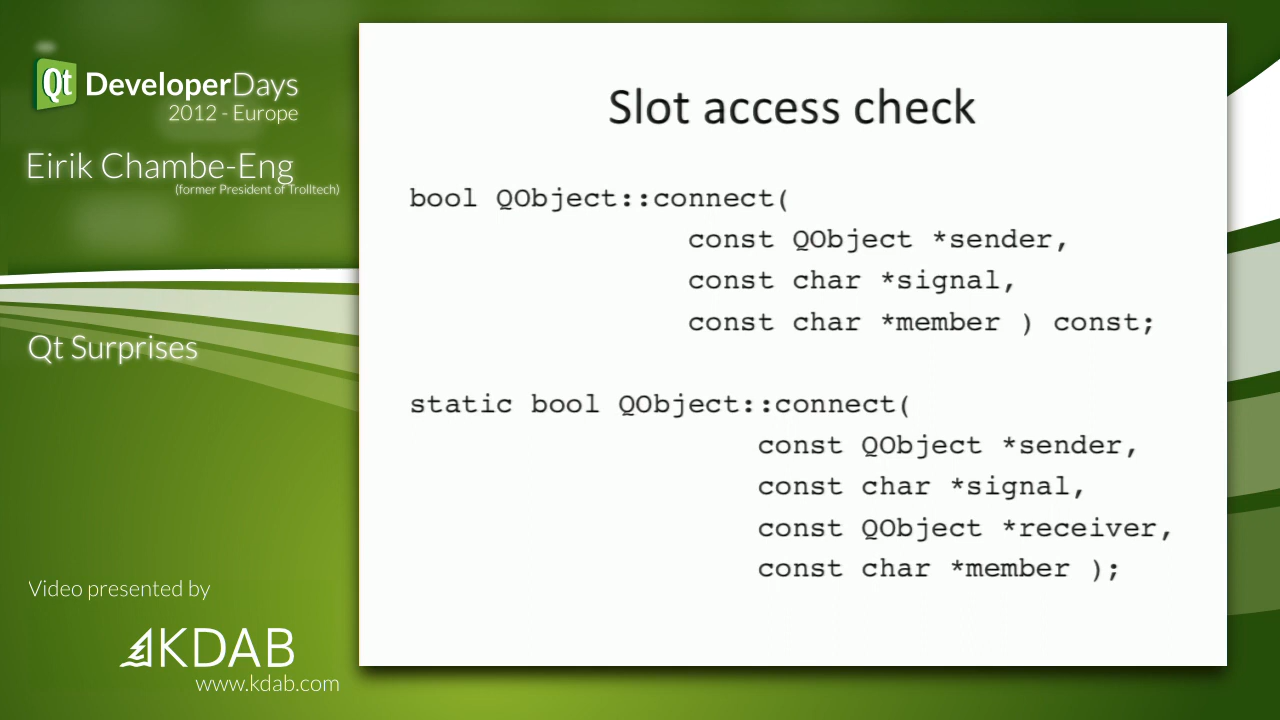 Qt DeveloperDays
2012 - Europe
Eirik Chambe-Eng
(former President of Trolltech)
Qt Surprises
Video presented by
KDAB
www.kdab.com
Slot access check
bool QObject::connect(
const QObject *sender,
const char *signal,
const char *member ) const;
static bool QObject::connect(
const QObject *sender,
const char *signal,
const QObject *receiver,
const char *member );